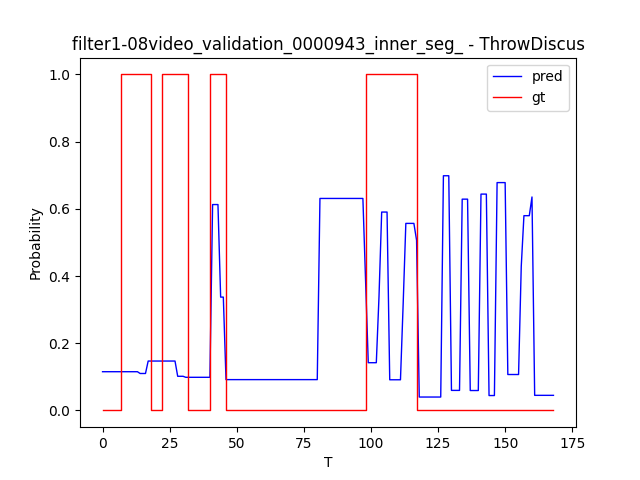 filter1-08video_validation_0000943_inner_seg_ - ThrowDiscus
pred
gt
1.0
0.8
0.6
0.4
0.2
0.0
Probability
0
25
50
75
100
125
150
175
T